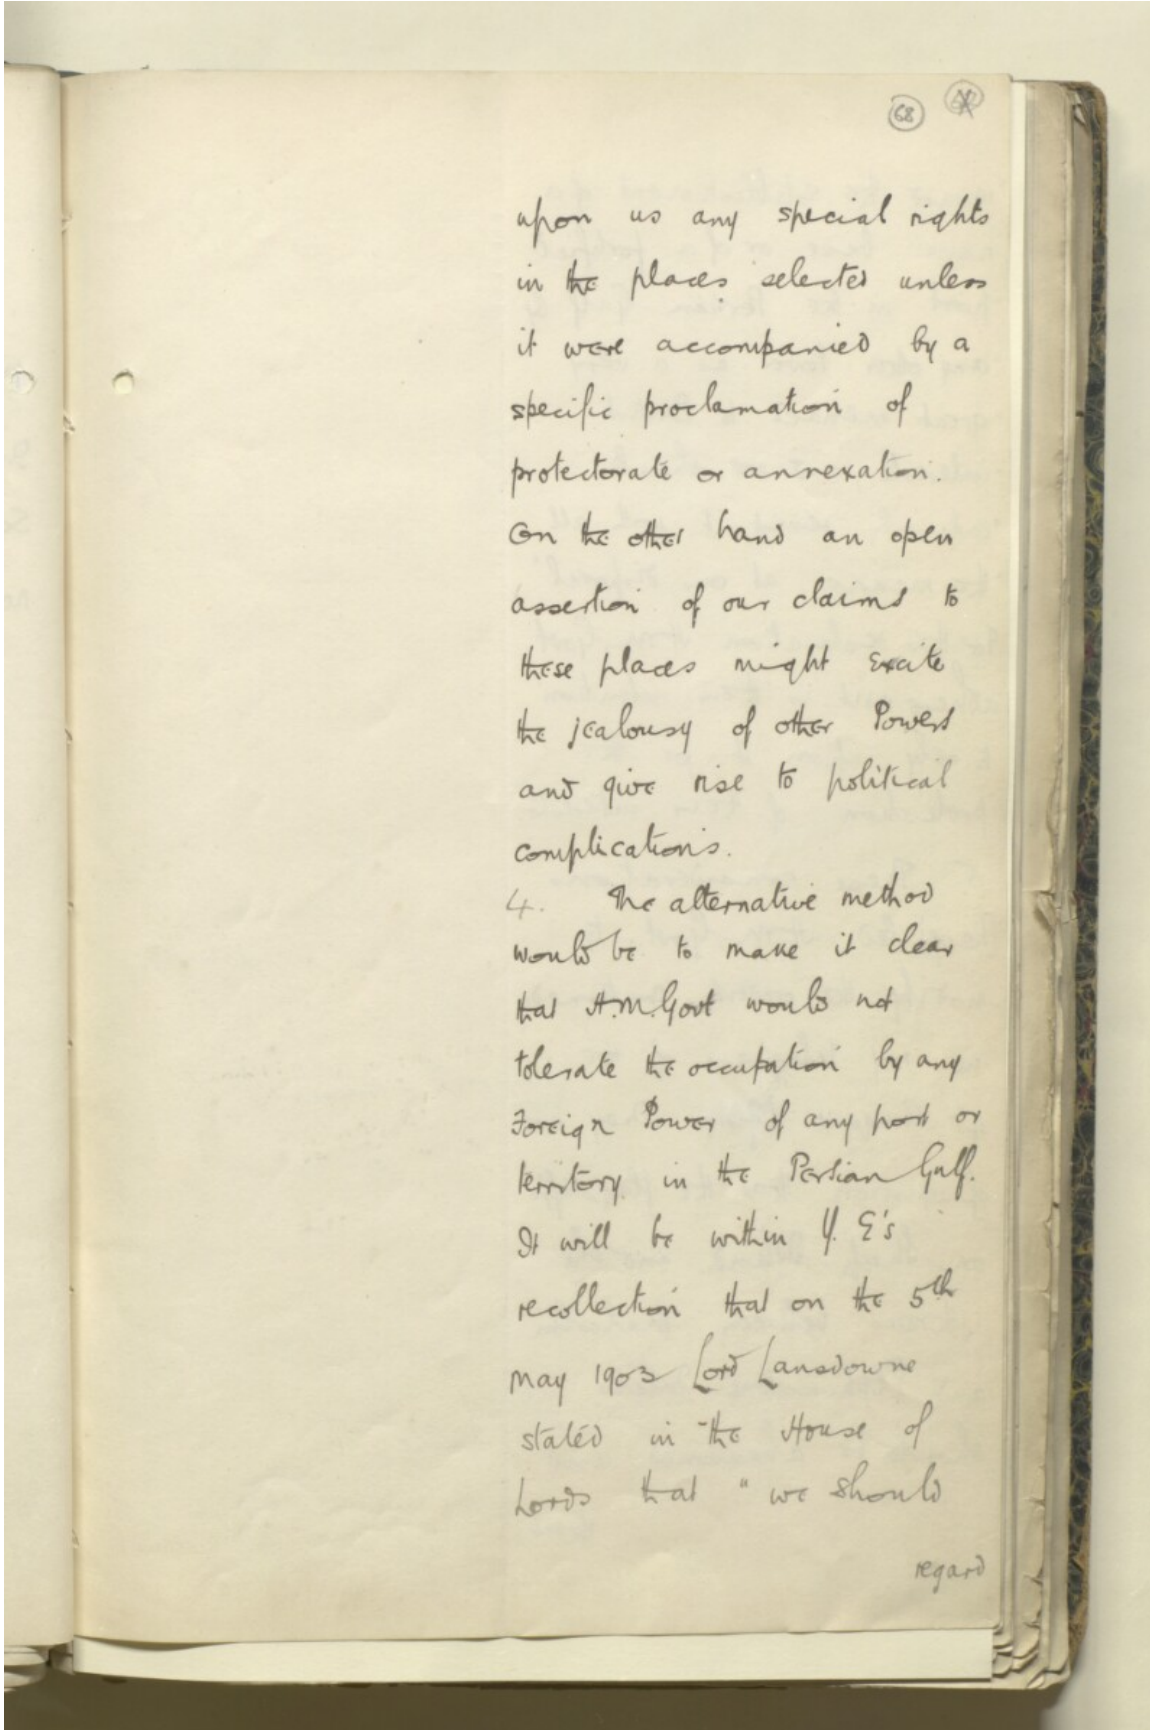 68
upon us any special rights
in the places selected unless
it were accompanied by a
specific proclamation of
protectorate or annexation.
On the other hand an open
assertion of our claims to
these places might excite
the jealousy of other Powers
and give rise to political
complications.
4. The alternative method
would be to make it clear
that H.M. Govt would not
tolerate the occupation by any
Foreign Power of any port or
territory in the Persian Gulf.
It will be within Y. E's
recollection that on the 5th
May 1903 Lord Lansdowne
stated in the House of
Lords that "we should
regard